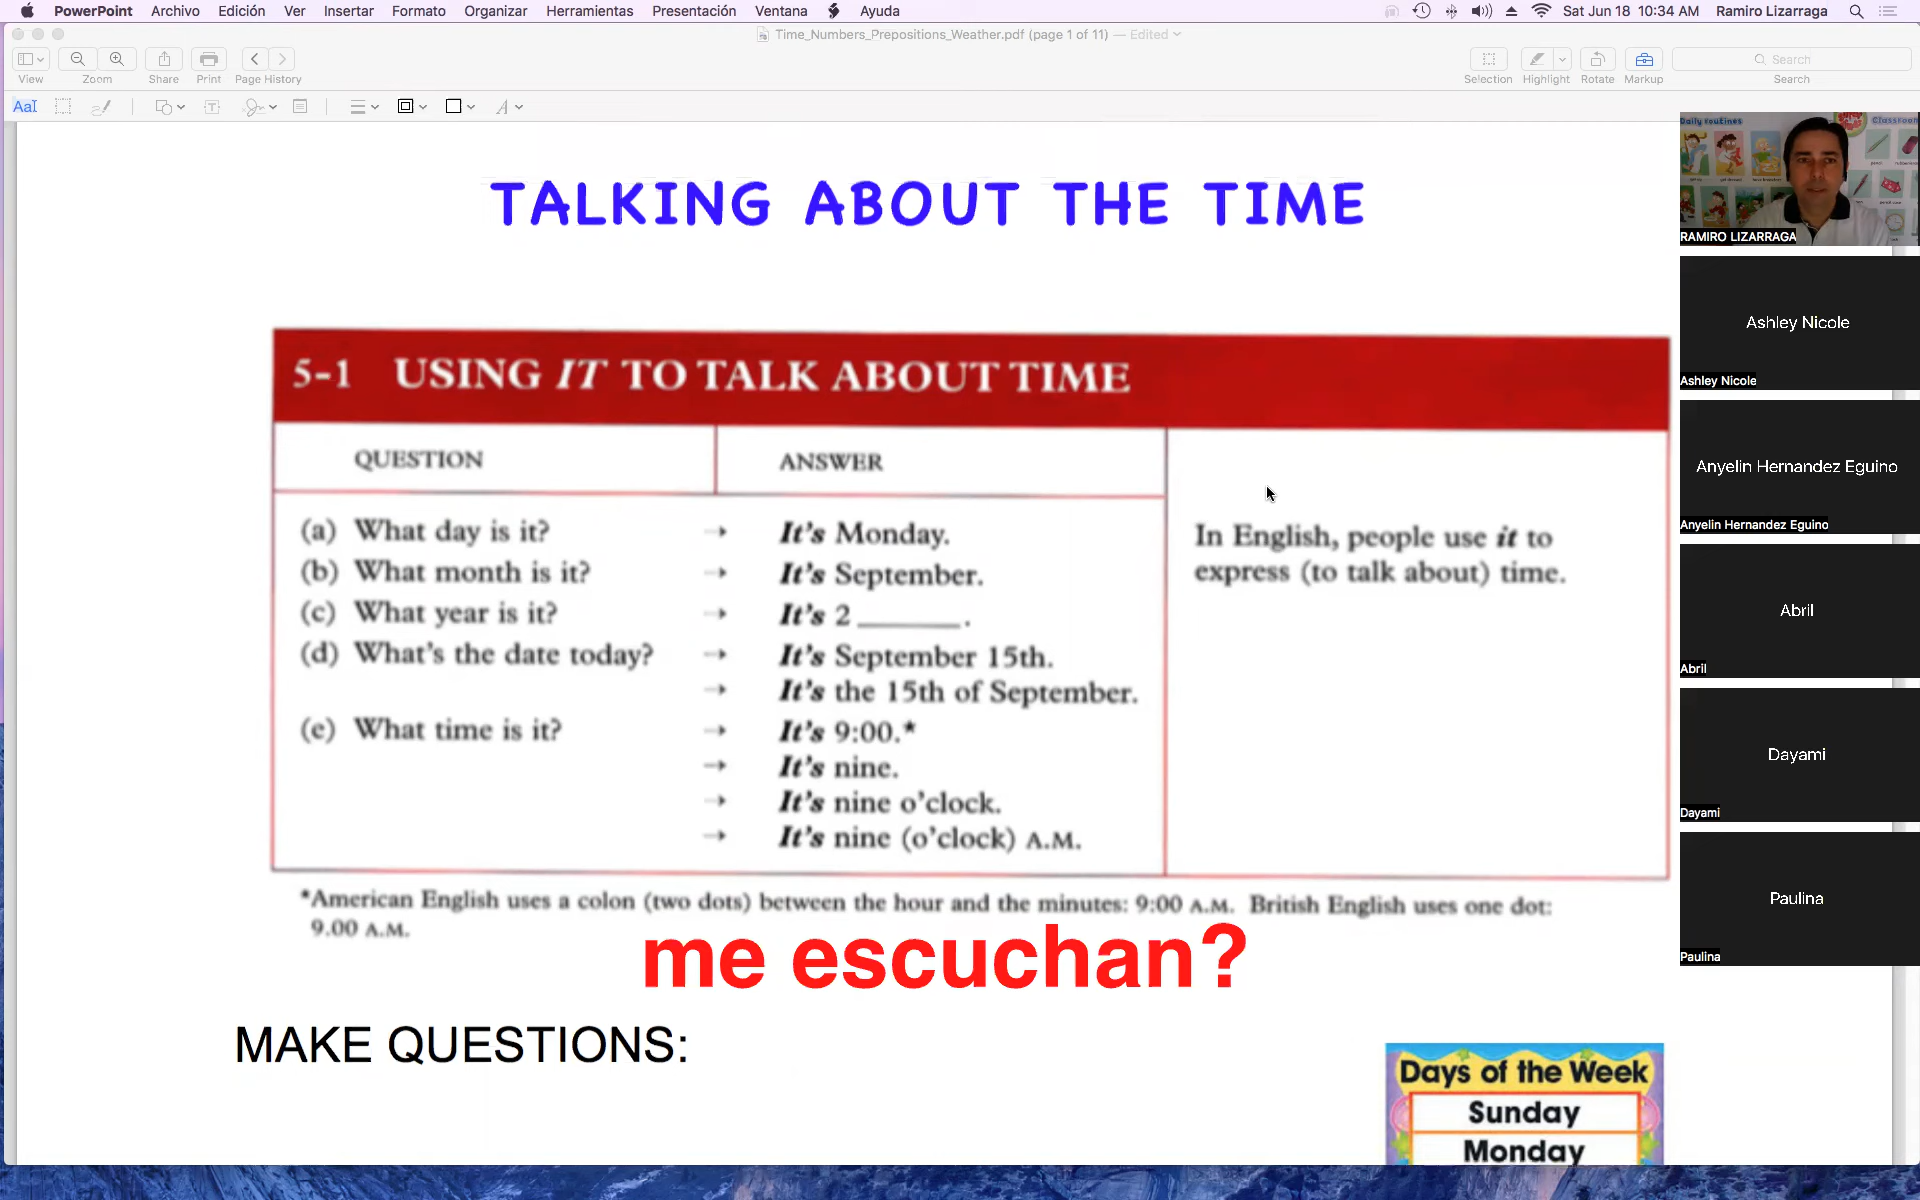 PowerPoint Archivo Edición Ver Insertar Formato Organizar Herramientas Presentación Ventana Ayuda Sat Jun 18 10:34 AM Ramiro Lizarraga
Time_Numbers_Prepositions_Weather.pdf (page 1 of 11) — Edited
Search
View Zoom Share Print Page History Selection Highlight Rotate Markup Search
AaI A
TALKING ABOUT THE TIME
5-1 USING IT TO TALK ABOUT TIME
QUESTION ANSWER
(a) What day is it? → It's Monday.
(b) What month is it? → It's September.
(c) What year is it? → It's 2 ______.
(d) What's the date today? → It's September 15th.
→ It's the 15th of September.
(e) What time is it? → It's 9:00.*
→ It's nine.
→ It's nine o'clock.
→ It's nine (o'clock) A.M.
In English, people use it to
express (to talk about) time.
*American English uses a colon (two dots) between the hour and the minutes: 9:00 A.M. British English uses one dot:
9.00 A.M.
me escuchan?
MAKE QUESTIONS:
Days of the Week
Sunday
Monday
Daily routines
Classroom
RAMIRO LIZARRAGA
Ashley Nicole
Ashley Nicole
Anyelin Hernandez Eguino
Anyelin Hernandez Eguino
Abril
Abril
Dayami
Dayami
Paulina
Paulina